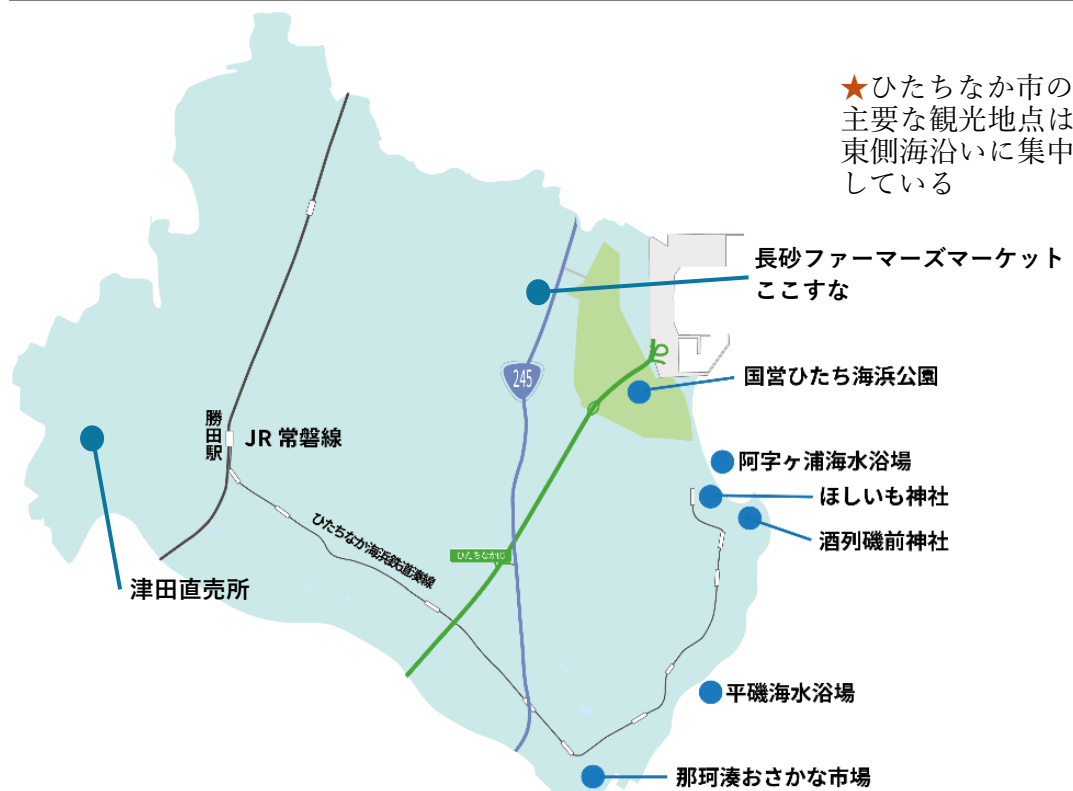 ★ひたちなか市の
主要な観光地点は
東側海沿いに集中
している
長砂ファーマーズマーケット
ここすな
245
国営ひたち海浜公園
勝田駅
JR 常磐線
阿字ヶ浦海水浴場
ほしいも神社
酒列磯前神社
ひたちなか海浜鉄道湊線
ひたちなかIC
津田直売所
平磯海水浴場
那珂湊おさかな市場